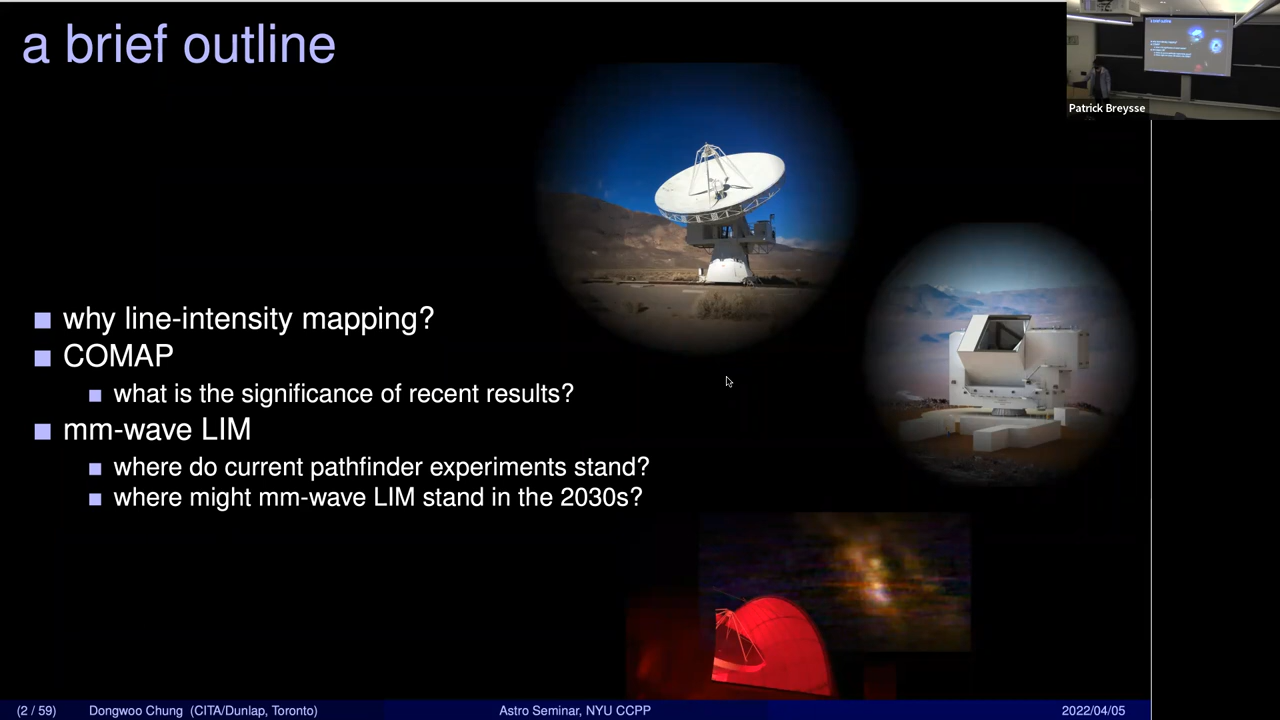 a brief outline
Patrick Breysse
why line-intensity mapping?
COMAP
what is the significance of recent results?
mm-wave LIM
where do current pathfinder experiments stand?
where might mm-wave LIM stand in the 2030s?
(2 / 59) Dongwoo Chung (CITA/Dunlap, Toronto) Astro Seminar, NYU CCPP 2022/04/05